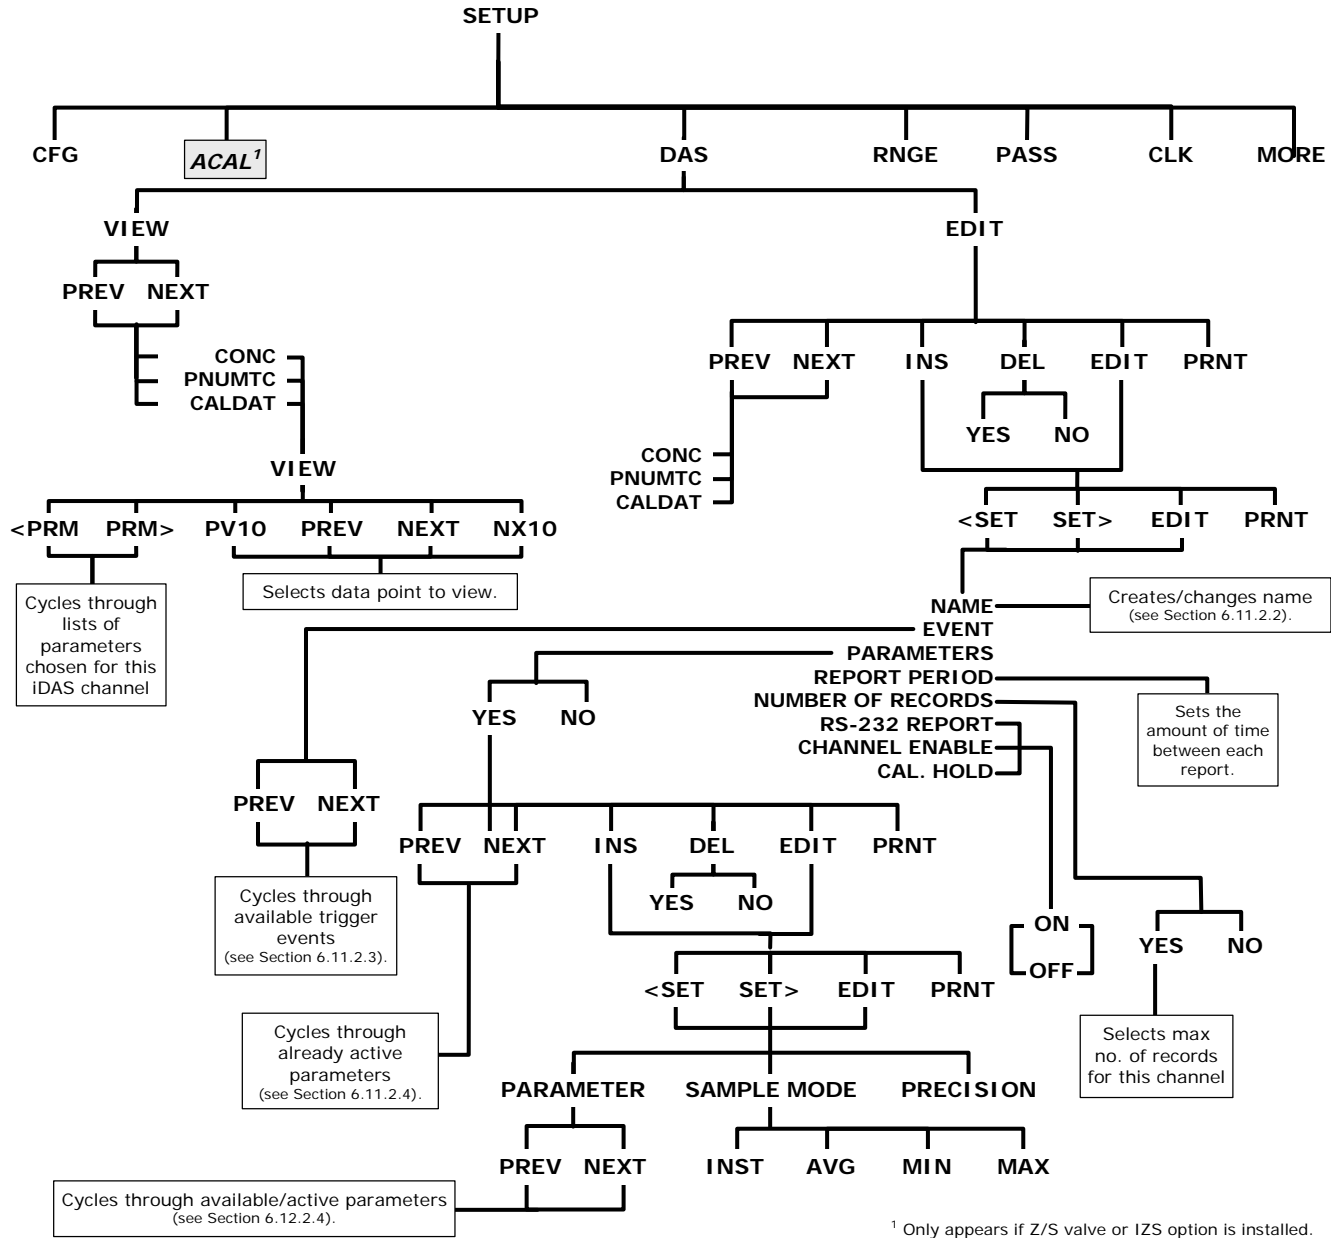 SETUP
CFG ACAL1 DAS RNGE PASS CLK MORE
VIEW EDIT
PREV NEXT
CONC
PNUMTC
CALDAT
VIEW
<PRM PRM> PV10 PREV NEXT NX10
Cycles through
lists of
parameters
chosen for this
iDAS channel
Selects data point to view.
PREV NEXT INS DEL EDIT PRNT
YES NO
CONC
PNUMTC
CALDAT
<SET SET> EDIT PRNT
NAME
EVENT
PARAMETERS
REPORT PERIOD
NUMBER OF RECORDS
RS-232 REPORT
CHANNEL ENABLE
CAL. HOLD
Creates/changes name
(see Section 6.11.2.2).
Sets the
amount of time
between each
report.
YES NO
PREV NEXT
Cycles through
available trigger
events
(see Section 6.11.2.3).
PREV NEXT INS DEL EDIT PRNT
YES NO
Cycles through
already active
parameters
(see Section 6.11.2.4).
ON
OFF
YES NO
Selects max
no. of records
for this channel
<SET SET> EDIT PRNT
PARAMETER SAMPLE MODE PRECISION
PREV NEXT INST AVG MIN MAX
Cycles through available/active parameters
(see Section 6.12.2.4).
1 Only appears if Z/S valve or IZS option is installed.